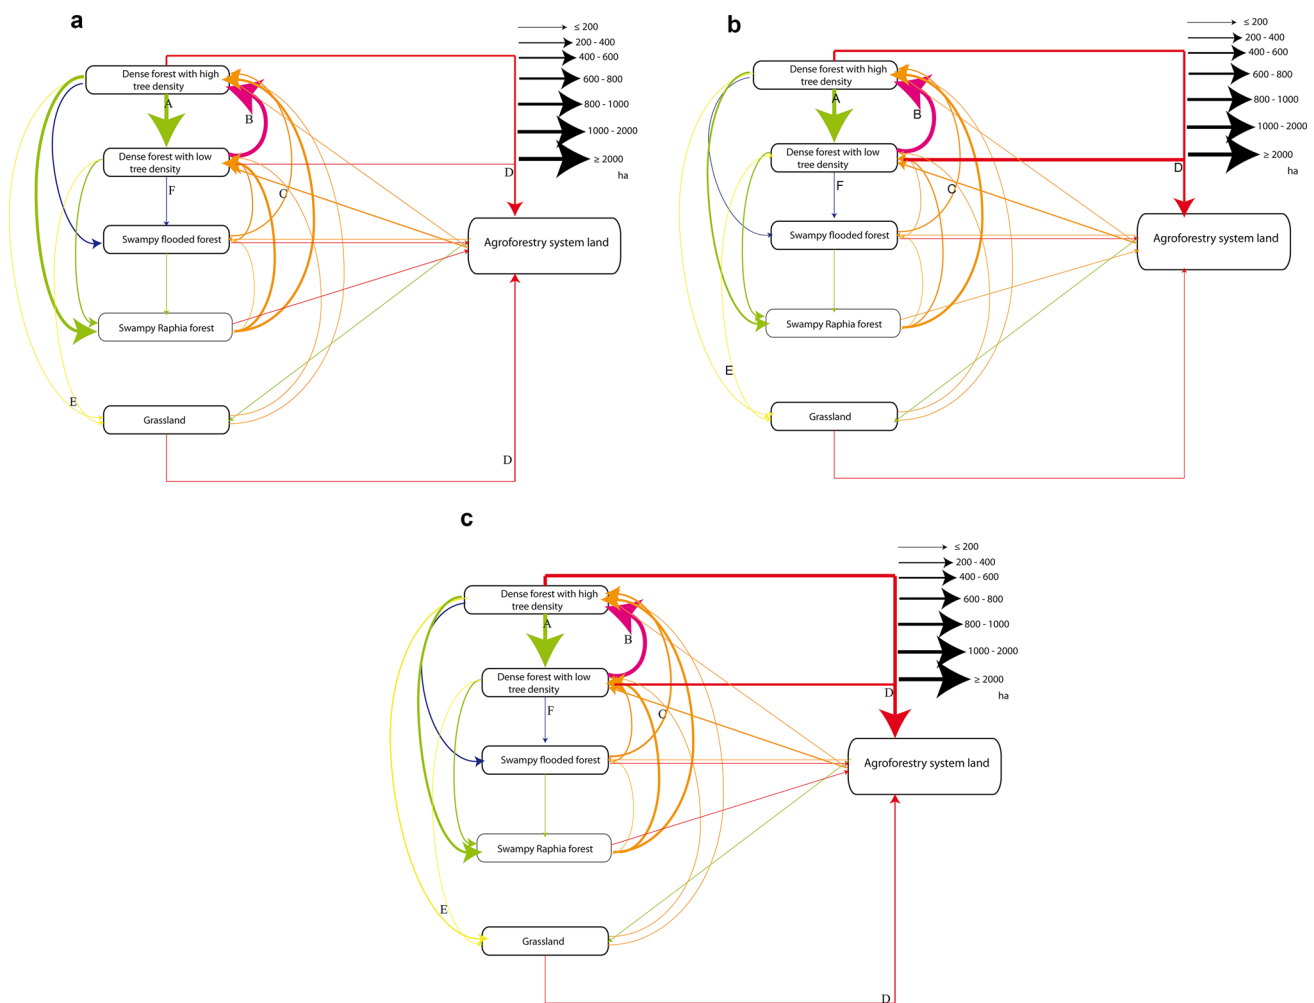 a
≤ 200
200 - 400
400 - 600
600 - 800
800 - 1000
1000 - 2000
≥ 2000
ha
Dense forest with high
tree density
A
B
Dense forest with low
tree density
D
F
C
Swampy flooded forest
Agroforestry system land
Swampy Raphia forest
E
Grassland
D
b
≤ 200
200 - 400
400 - 600
600 - 800
800 - 1000
1000 - 2000
≥ 2000
ha
Dense forest with high
tree density
A
B
Dense forest with low
tree density
D
F
C
Swampy flooded forest
Agroforestry system land
Swampy Raphia forest
E
Grassland
c
≤ 200
200 - 400
400 - 600
600 - 800
800 - 1000
1000 - 2000
≥ 2000
ha
Dense forest with high
tree density
A
B
Dense forest with low
tree density
D
F
C
Swampy flooded forest
Agroforestry system land
Swampy Raphia forest
E
Grassland
D